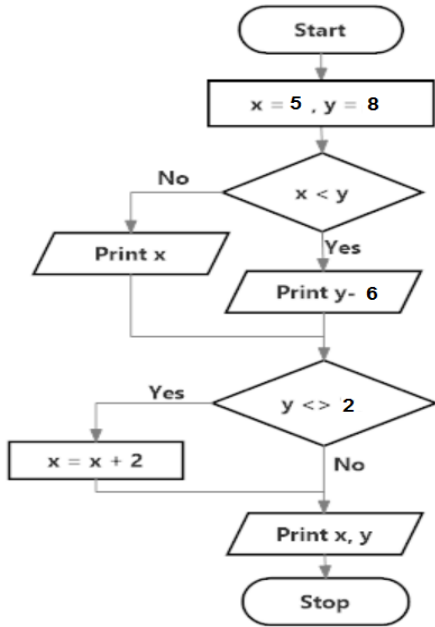 Start
x = 5 , y = 8
x < y
No
Yes
Print x
Print y- 6
y <> 2
Yes
No
x = x + 2
Print x, y
Stop